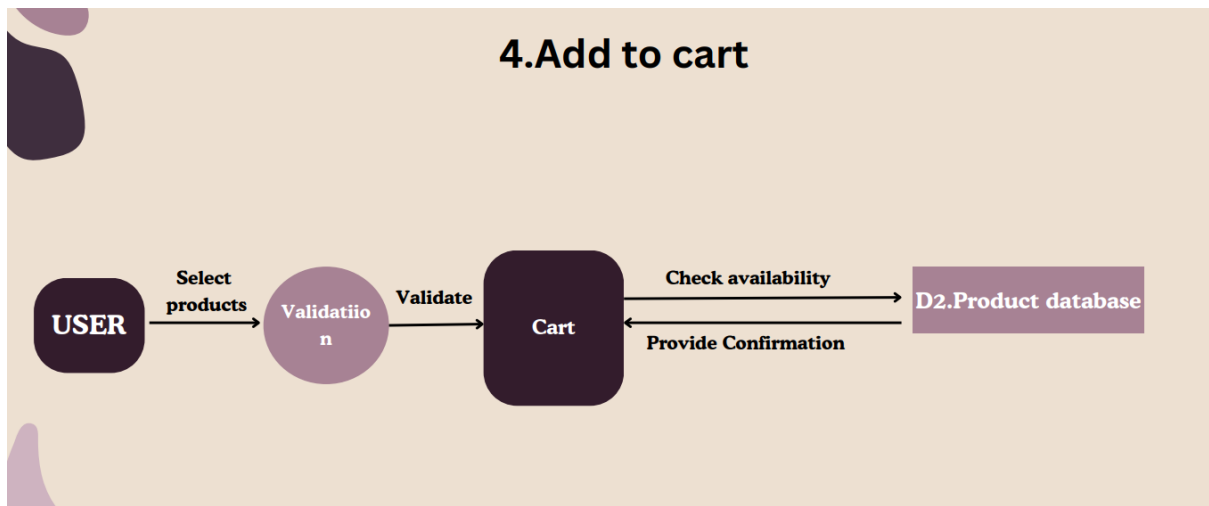 4.Add to cart
Select
products
USER
Validatiio
n
Validate
Cart
Check availability
Provide Confirmation
D2.Product database